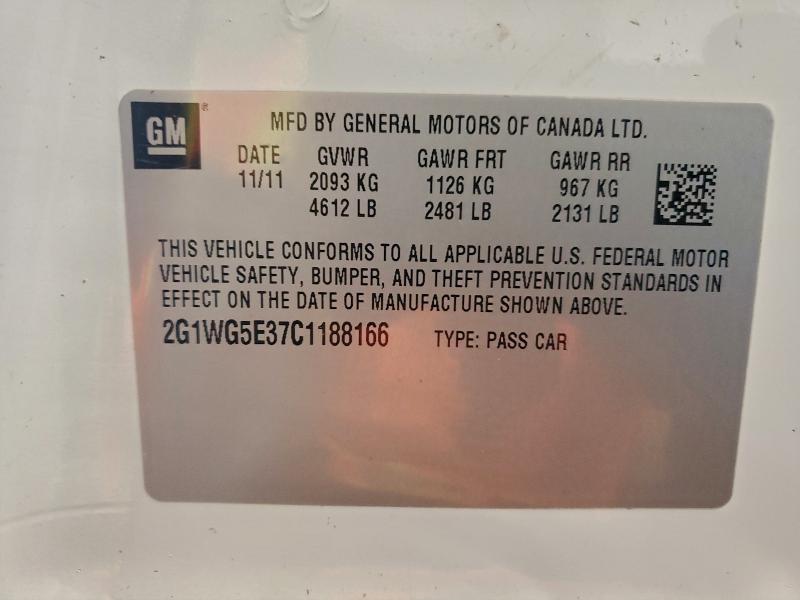 GM
MFD BY GENERAL MOTORS OF CANADA LTD.
DATE GVWR GAWR FRT GAWR RR
11/11 2093 KG 1126 KG 967 KG
4612 LB 2481 LB 2131 LB
THIS VEHICLE CONFORMS TO ALL APPLICABLE U.S. FEDERAL MOTOR
VEHICLE SAFETY, BUMPER, AND THEFT PREVENTION STANDARDS IN
EFFECT ON THE DATE OF MANUFACTURE SHOWN ABOVE.
2G1WG5E37C1188166 TYPE: PASS CAR